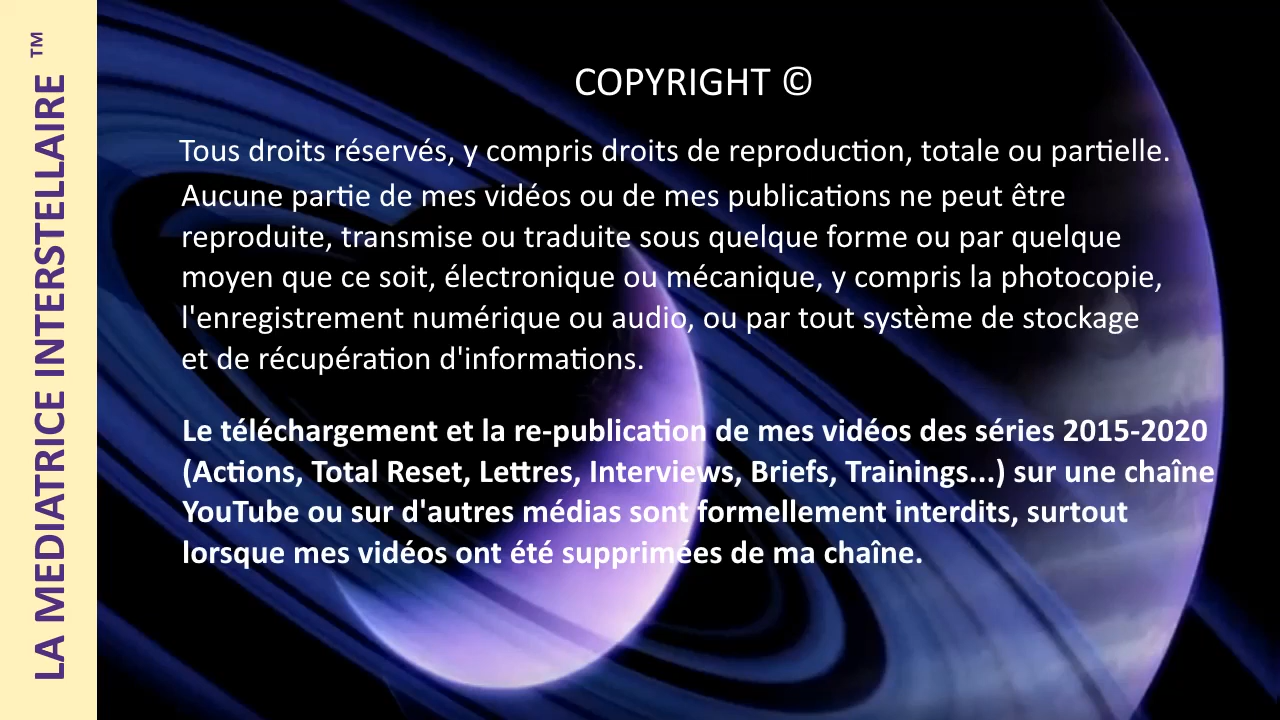 LA MEDIATRICE INTERSTELLAIRE ™
COPYRIGHT ©
Tous droits réservés, y compris droits de reproduction, totale ou partielle.
Aucune partie de mes vidéos ou de mes publications ne peut être
reproduite, transmise ou traduite sous quelque forme ou par quelque
moyen que ce soit, électronique ou mécanique, y compris la photocopie,
l'enregistrement numérique ou audio, ou par tout système de stockage
et de récupération d'informations.
Le téléchargement et la re-publication de mes vidéos des séries 2015-2020
(Actions, Total Reset, Lettres, Interviews, Briefs, Trainings...) sur une chaîne
YouTube ou sur d'autres médias sont formellement interdits, surtout
lorsque mes vidéos ont été supprimées de ma chaîne.